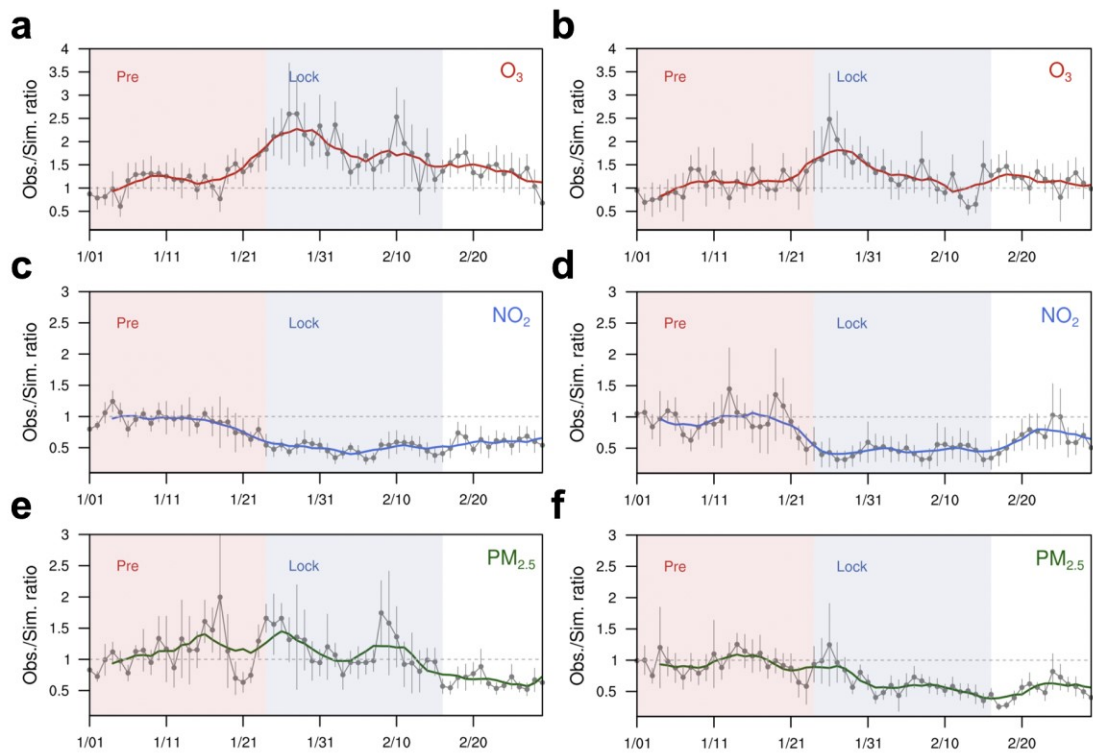 a
Obs./Sim. ratio
4
3.5
3
2.5
2
1.5
1
0.5
Pre
Lock
O₃
1/01 1/11 1/21 1/31 2/10 2/20
b
Obs./Sim. ratio
4
3.5
3
2.5
2
1.5
1
0.5
Pre
Lock
O₃
1/01 1/11 1/21 1/31 2/10 2/20
c
Obs./Sim. ratio
3
2.5
2
1.5
1
0.5
Pre
Lock
NO₂
1/01 1/11 1/21 1/31 2/10 2/20
d
Obs./Sim. ratio
3
2.5
2
1.5
1
0.5
Pre
Lock
NO₂
1/01 1/11 1/21 1/31 2/10 2/20
e
Obs./Sim. ratio
3
2.5
2
1.5
1
0.5
Pre
Lock
PM₂.₅
1/01 1/11 1/21 1/31 2/10 2/20
f
Obs./Sim. ratio
3
2.5
2
1.5
1
0.5
Pre
Lock
PM₂.₅
1/01 1/11 1/21 1/31 2/10 2/20